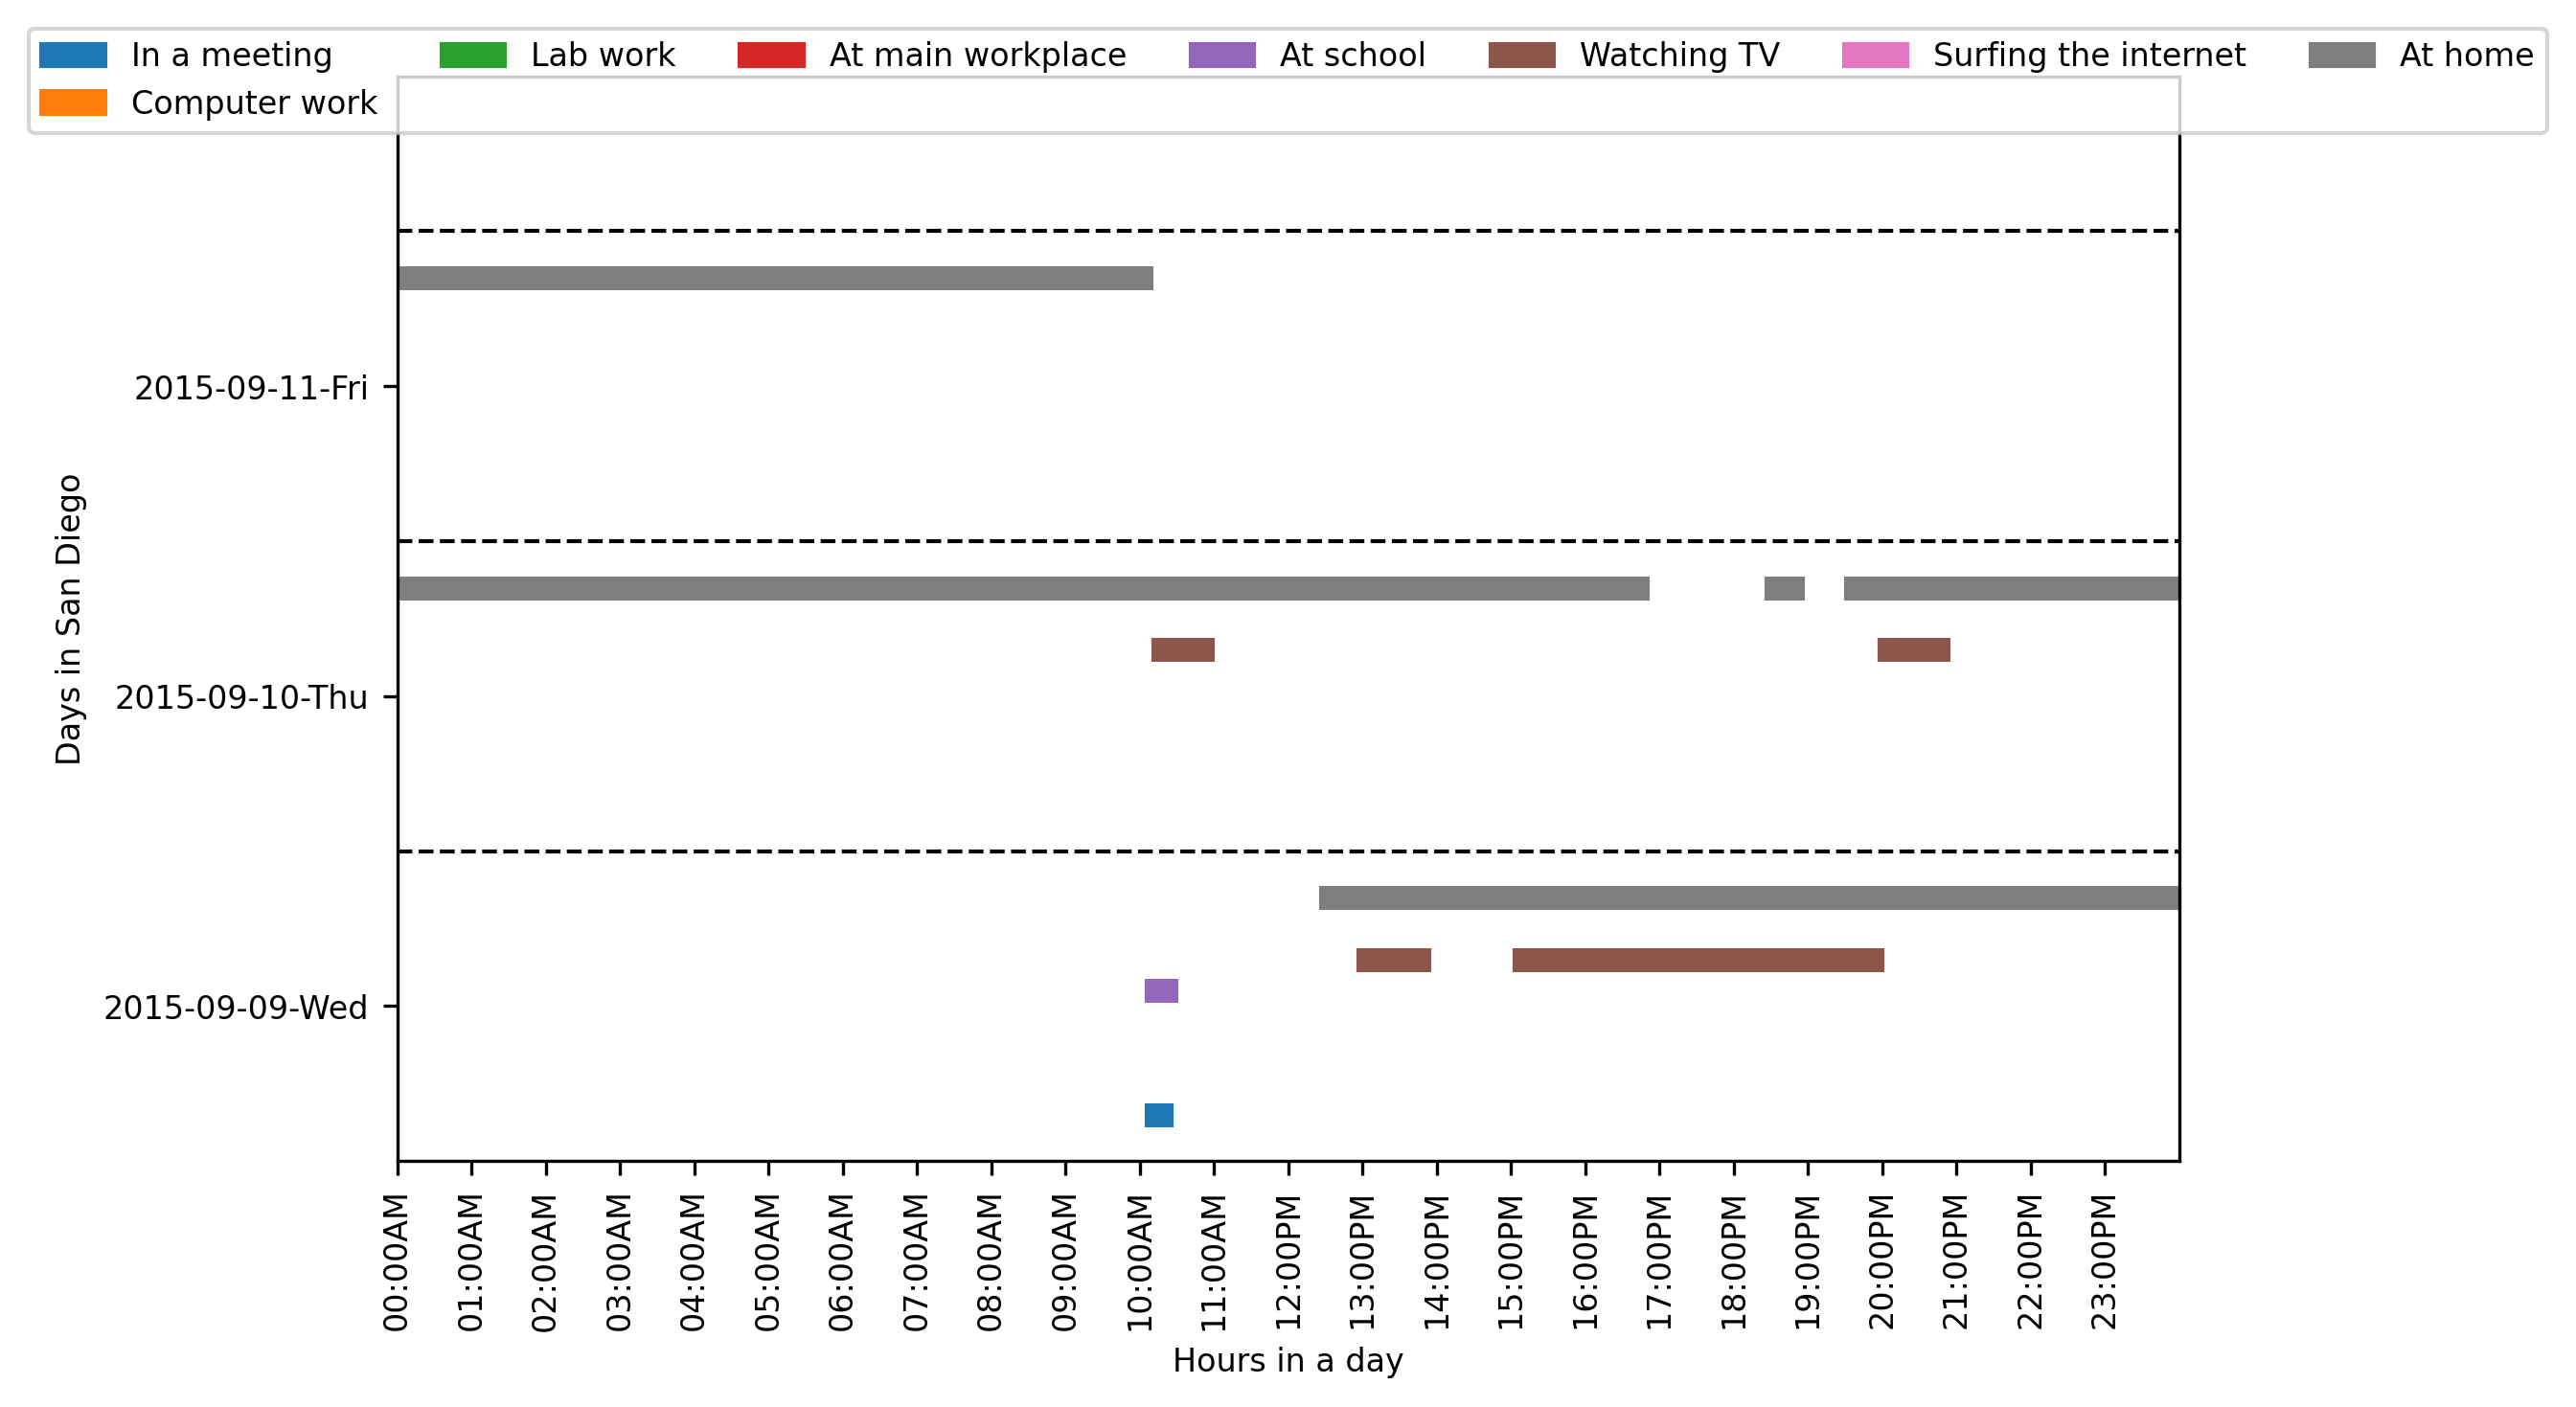 In a meeting Lab work At main workplace At school Watching TV Surfing the internet At home
Computer work
2015-09-11-Fri
2015-09-10-Thu
2015-09-09-Wed
Days in San Diego
00:00AM 01:00AM 02:00AM 03:00AM 04:00AM 05:00AM 06:00AM 07:00AM 08:00AM 09:00AM 10:00AM 11:00AM 12:00PM 13:00PM 14:00PM 15:00PM 16:00PM 17:00PM 18:00PM 19:00PM 20:00PM 21:00PM 22:00PM 23:00PM
Hours in a day